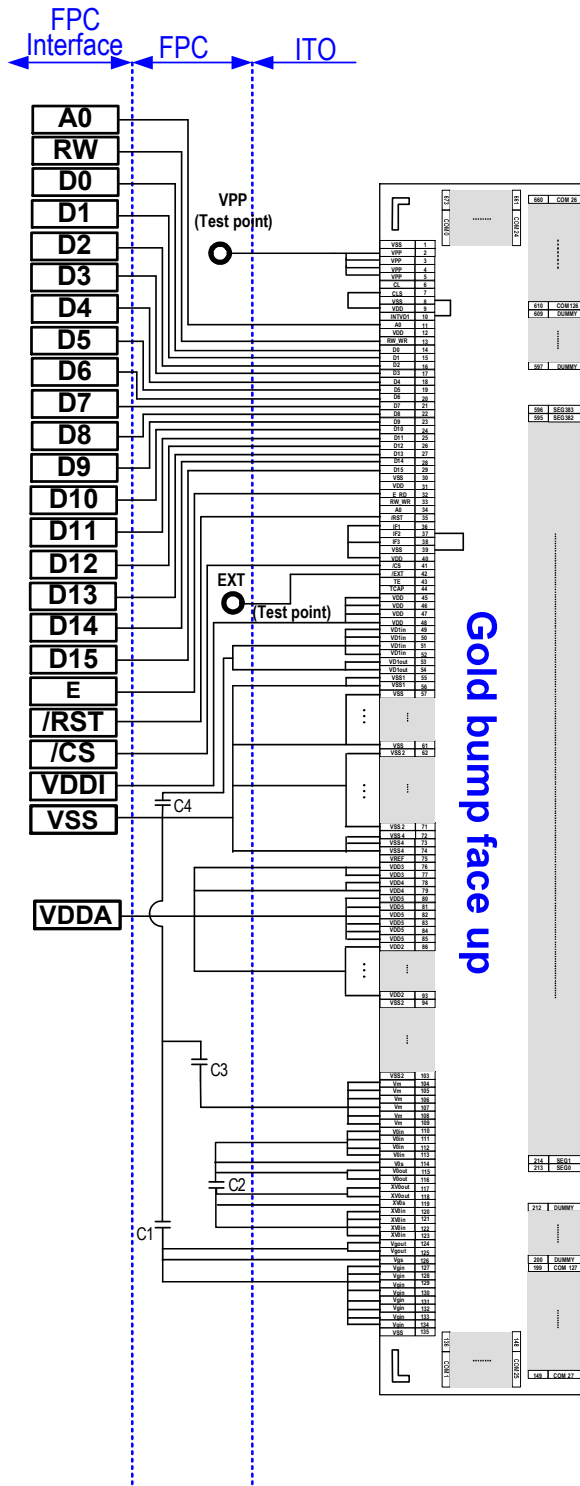 FPC
Interface
FPC
ITO
A0
RW
D0
D1
D2
D3
D4
D5
D6
D7
D8
D9
D10
D11
D12
D13
D14
D15
E
/RST
/CS
VDDI
VSS
VDDA
VPP
(Test point)
EXT
(Test point)
C4
C3
C2
C1
673 COM 0
661 COM 24
VSS 1
VPP 2
VPP 3
VPP 4
VPP 5
CL 6
CLS 7
VSS 8
VDD 9
INTVD1 10
A0 11
VDD 12
RW_WR 13
D0 14
D1 15
D2 16
D3 17
D4 18
D5 19
D6 20
D7 21
D8 22
D9 23
D10 24
D11 25
D12 26
D13 27
D14 28
D15 29
VSS 30
VDD 31
E_RD 32
RW_WR 33
A0 34
/RST 35
IF1 36
IF2 37
IF3 38
VSS 39
VDD 40
/CS 41
/EXT 42
TE 43
TCAP 44
VDD 45
VDD 46
VDD 47
VDD 48
VD1in 49
VD1in 50
VD1in 51
VD1in 52
VD1out 53
VD1out 54
VSS1 55
VSS1 56
VSS 57
VSS 61
VSS2 62
VSS2 71
VSS4 72
VSS4 73
VSS4 74
VREF 75
VDD3 76
VDD3 77
VDD4 78
VDD4 79
VDD5 80
VDD5 81
VDD5 82
VDD5 83
VDD5 84
VDD5 85
VDD2 86
VDD2 93
VSS2 94
VSS2 103
Vm 104
Vm 105
Vm 106
Vm 107
Vm 108
Vm 109
V0in 110
V0in 111
V0in 112
V0in 113
V0s 114
V0out 115
V0out 116
XV0out 117
XV0out 118
XV0s 119
XV0in 120
XV0in 121
XV0in 122
XV0in 123
Vgout 124
Vgout 125
Vgs 126
Vgin 127
Vgin 128
Vgin 129
Vgin 130
Vgin 131
Vgin 132
Vgin 133
Vgin 134
VSS 135
136 COM 1
148 COM 25
Gold bump face up
660 COM 26
610 COM126
609 DUMMY
597 DUMMY
596 SEG383
595 SEG382
214 SEG1
213 SEG0
212 DUMMY
200 DUMMY
199 COM 127
149 COM 27